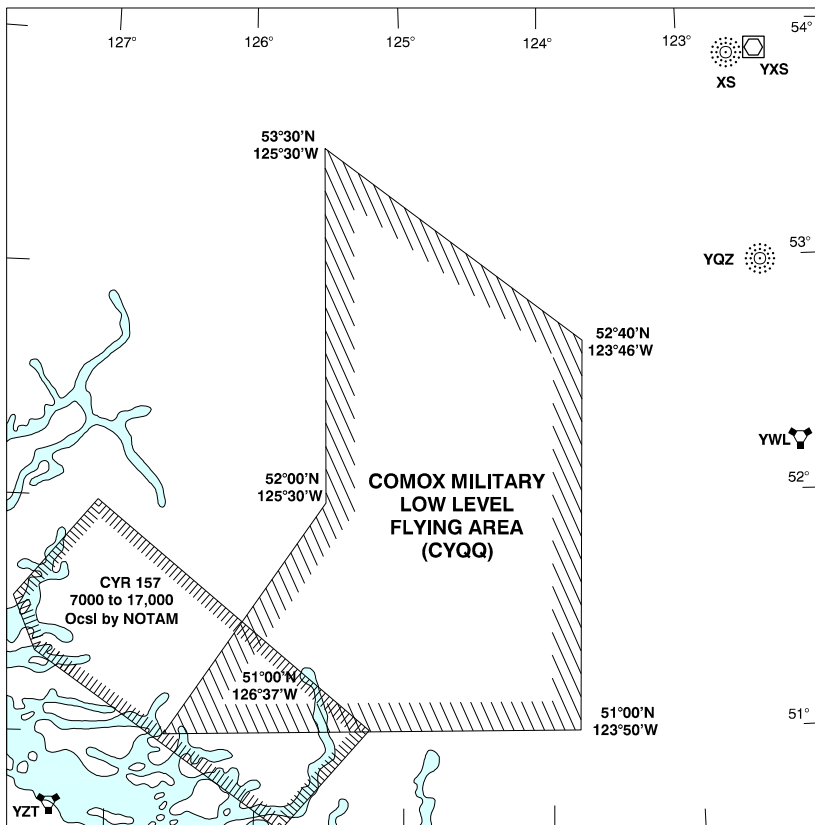 127°
126°
125°
124°
123°
54°
XS
YXS
53°30'N
125°30'W
53°
YQZ
52°40'N
123°46'W
YWL
52°
52°00'N
125°30'W
COMOX MILITARY
LOW LEVEL
FLYING AREA
(CYQQ)
CYR 157
7000 to 17,000
Ocsl by NOTAM
51°00'N
126°37'W
51°00'N
123°50'W
51°
YZT